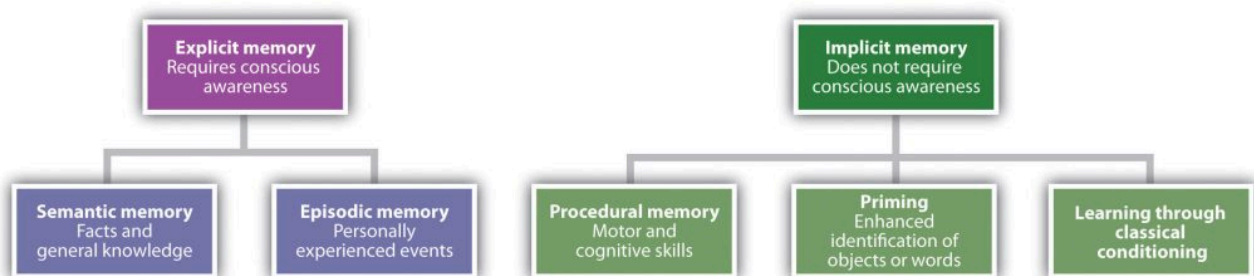 Explicit memory
Requires conscious
awareness
Implicit memory
Does not require
conscious awareness
Semantic memory
Facts and
general knowledge
Episodic memory
Personally
experienced events
Procedural memory
Motor and
cognitive skills
Priming
Enhanced
identification of
objects or words
Learning through
classical
conditioning